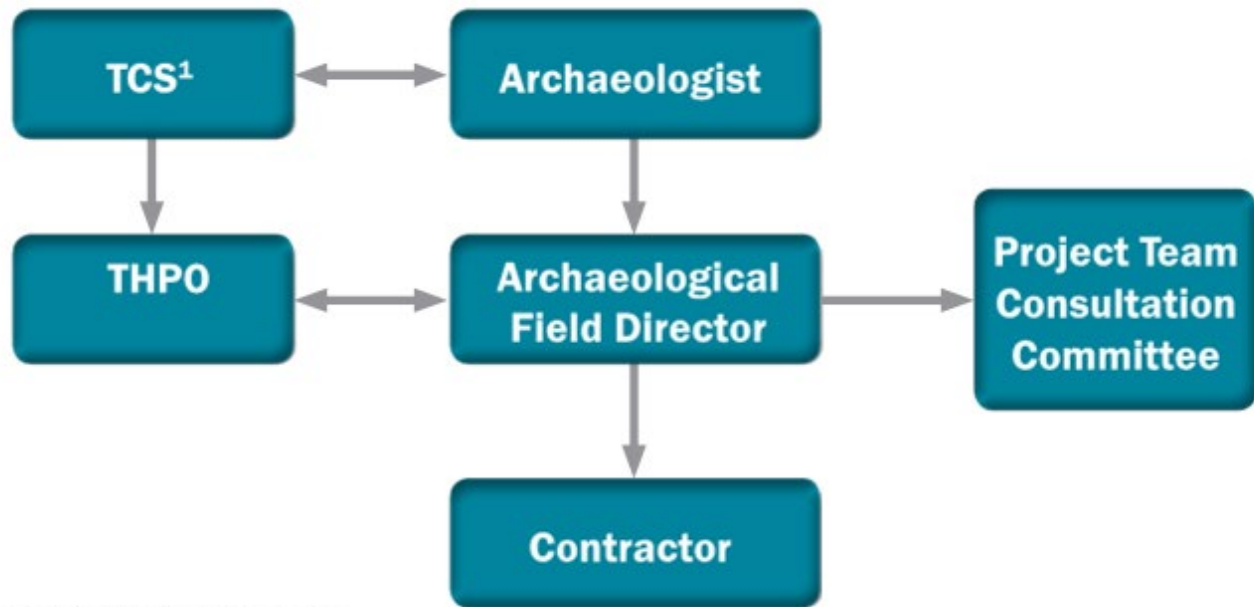 TCS¹
Archaeologist
THPO
Archaeological
Field Director
Project Team
Consultation
Committee
Contractor